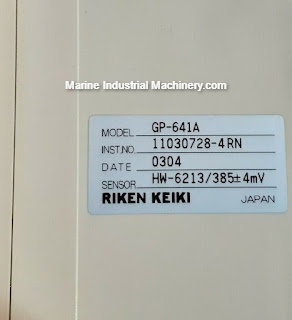 Marine Industrial Machinery.com
MODEL GP-641A
INST.NO. 11030728-4RN
DATE 0304
SENSOR HW-6213/385±4mV
RIKEN KEIKI JAPAN